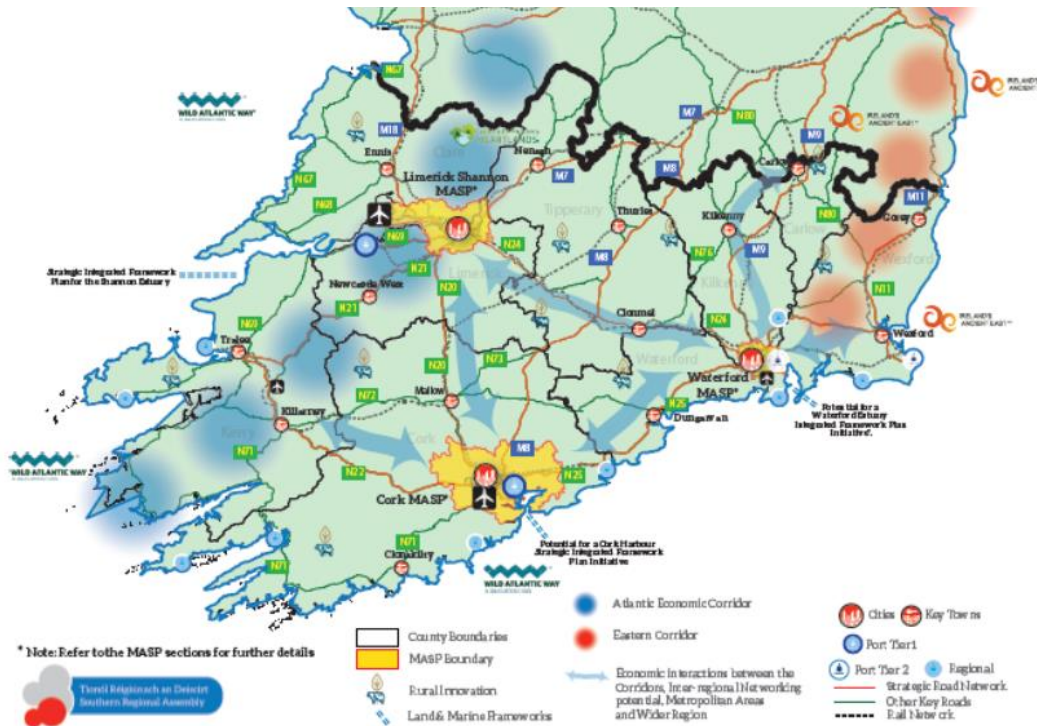 N67
WILD ATLANTIC WAY
IRELAND'S
ANCIENT
M7
N80
IRELAND'S
ANCIENT EAST
M9
M18
Ennis
Clare
HEARTLANDS
Nenagh
M8
Carlow
Limerick Shannon
MASP*
M7
M11
N67
Tipperary
Thurles
Kilkenny
N80
Gorey
N68
Carlow
N69
N24
N76
M9
Wexford
M8
Strategic Integrated Framework
Plan for the Shannon Estuary
N21
Limerick
Kilkenny
Newcastle West
N20
N21
N11
N69
Clonmel
N24
IRELAND'S
ANCIENT EAST
Wexford
Tralee
Waterford
N20
N73
Waterford
MASP*
N72
Mallow
Killarney
N25
Dungarvan
Potential for a
Waterford Estuary
Integrated Framework Plan
Initiative*.
Cork
Kerry
M8
WILD ATLANTIC WAY
N71
N22
N25
Cork MASP*
Potential for a Cork Harbour
Strategic Integrated Framework
Plan Initiative
N71
Clonakilty
N71
WILD ATLANTIC WAY
Atlantic Economic Corridor
Cities
Key Towns
County Boundaries
Eastern Corridor
Port Tier 1
* Note: Refer to the MASP sections for further details
MASP Boundary
Port Tier 2
Regional
Economic interactions between the
Corridors, Inter-regional Networking
potential, Metropolitan Areas
and Wider Region
Tionól Réigiúnach an Deiscirt
Southern Regional Assembly
Rural Innovation
Strategic Road Network
Other Key Roads
Land & Marine Frameworks
Rail Network